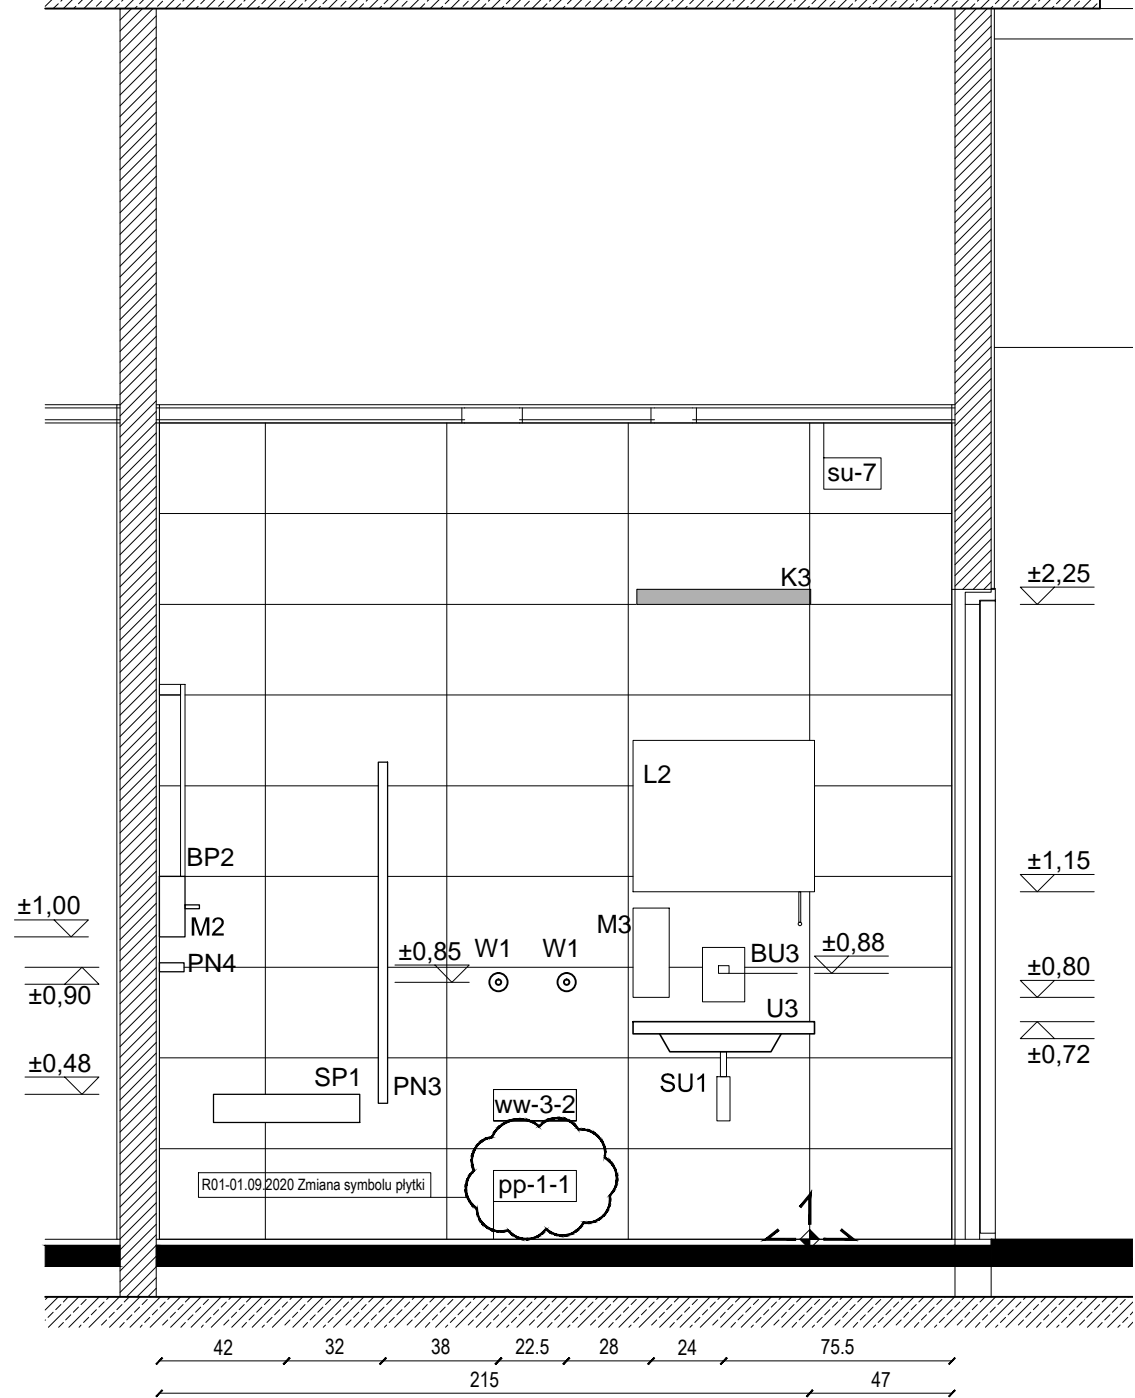 su-7
K3
±2,25
L2
BP2
±1,15
±1,00
M2
M3
±0,85
W1
W1
BU3
±0,88
PN4
±0,90
±0,80
U3
±0,72
±0,48
SP1
PN3
SU1
ww-3-2
R01-01.09.2020 Zmiana symbolu płytki
pp-1-1
42 32 38 22.5 28 24 75.5
215 47